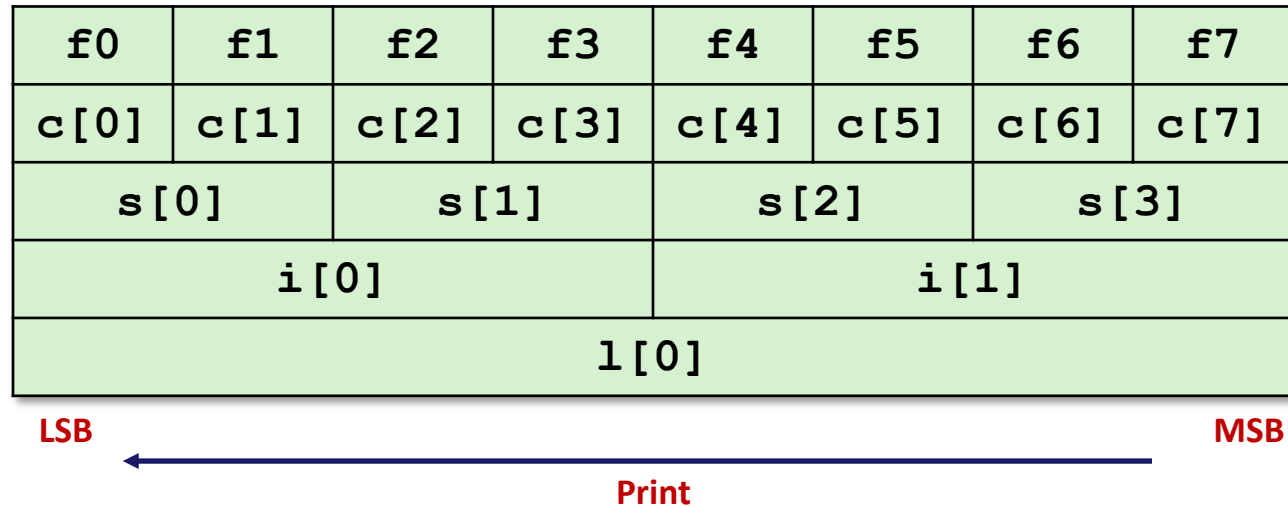 f0 f1 f2 f3 f4 f5 f6 f7
c[0] c[1] c[2] c[3] c[4] c[5] c[6] c[7]
s[0] s[1] s[2] s[3]
i[0] i[1]
l[0]
LSB MSB
Print